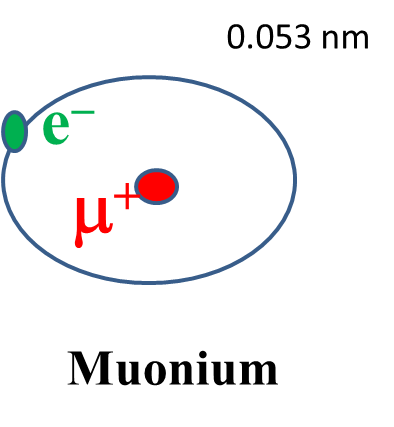 0.053 nm
e⁻
μ⁺
Muonium